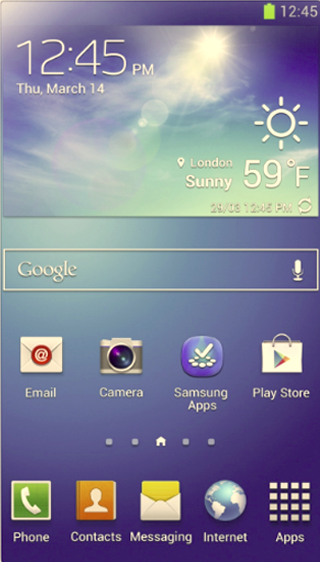 12:45
12:45 PM
Thu, March 14
London
Sunny 59°F
29/03 12:45 PM
Google
Email
Camera
Samsung Apps
Play Store
Phone
Contacts
Messaging
Internet
Apps